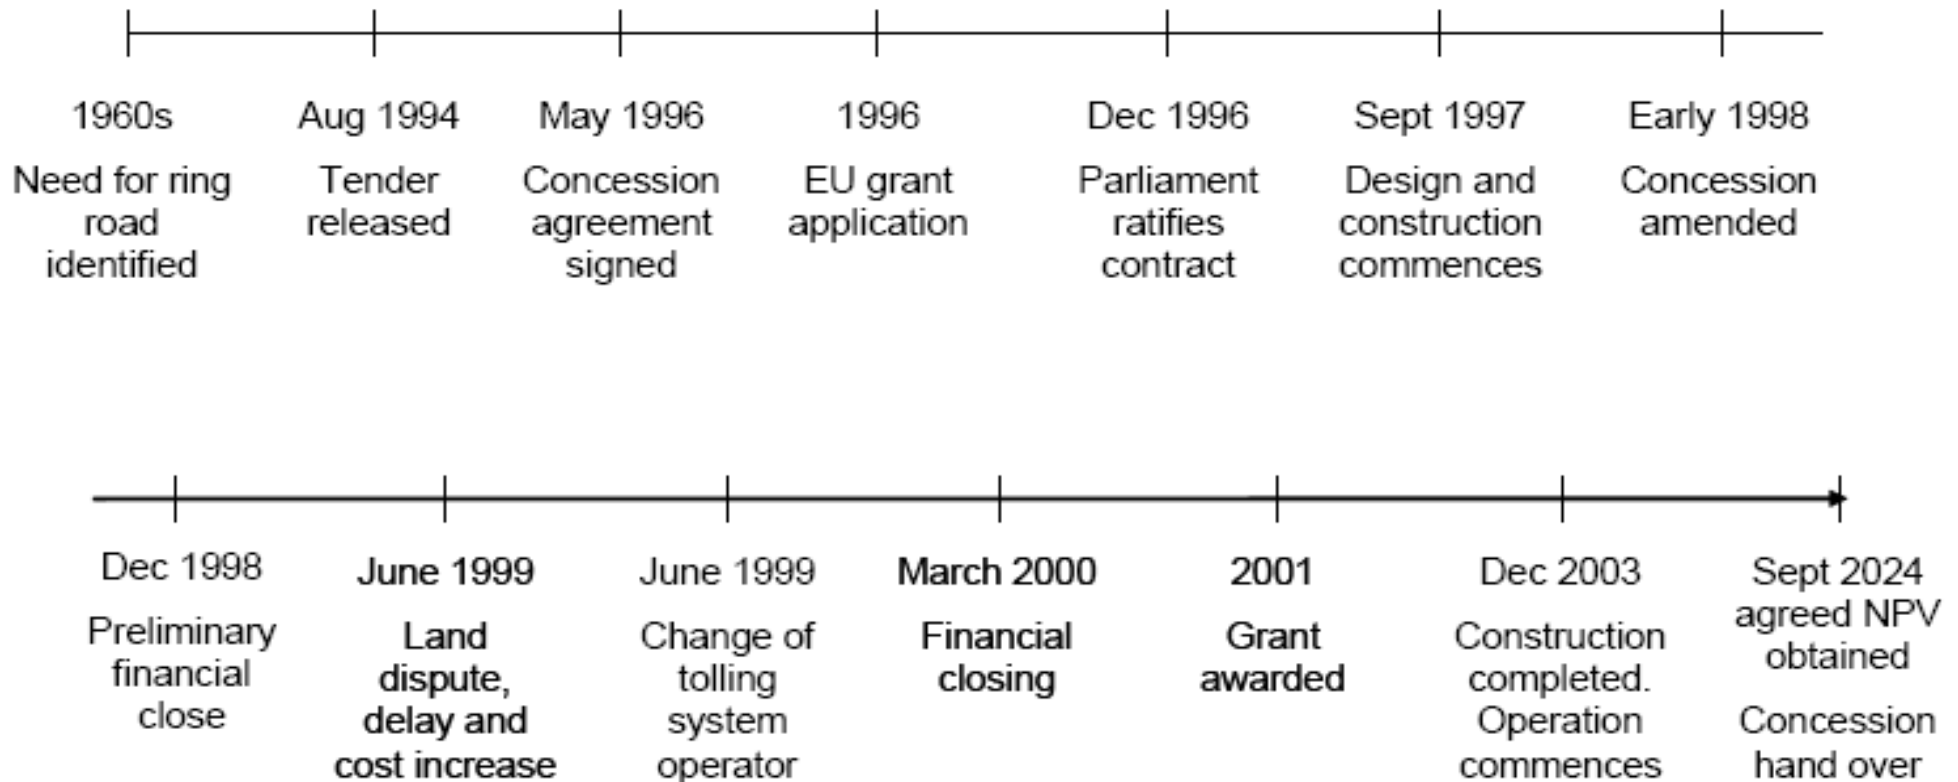 1960s
Need for ring
road
identified
Aug 1994
Tender
released
May 1996
Concession
agreement
signed
1996
EU grant
application
Dec 1996
Parliament
ratifies
contract
Sept 1997
Design and
construction
commences
Early 1998
Concession
amended
Dec 1998
Preliminary
financial
close
June 1999
Land
dispute,
delay and
cost increase
June 1999
Change of
tolling
system
operator
March 2000
Financial
closing
2001
Grant
awarded
Dec 2003
Construction
completed.
Operation
commences
Sept 2024
agreed NPV
obtained
Concession
hand over